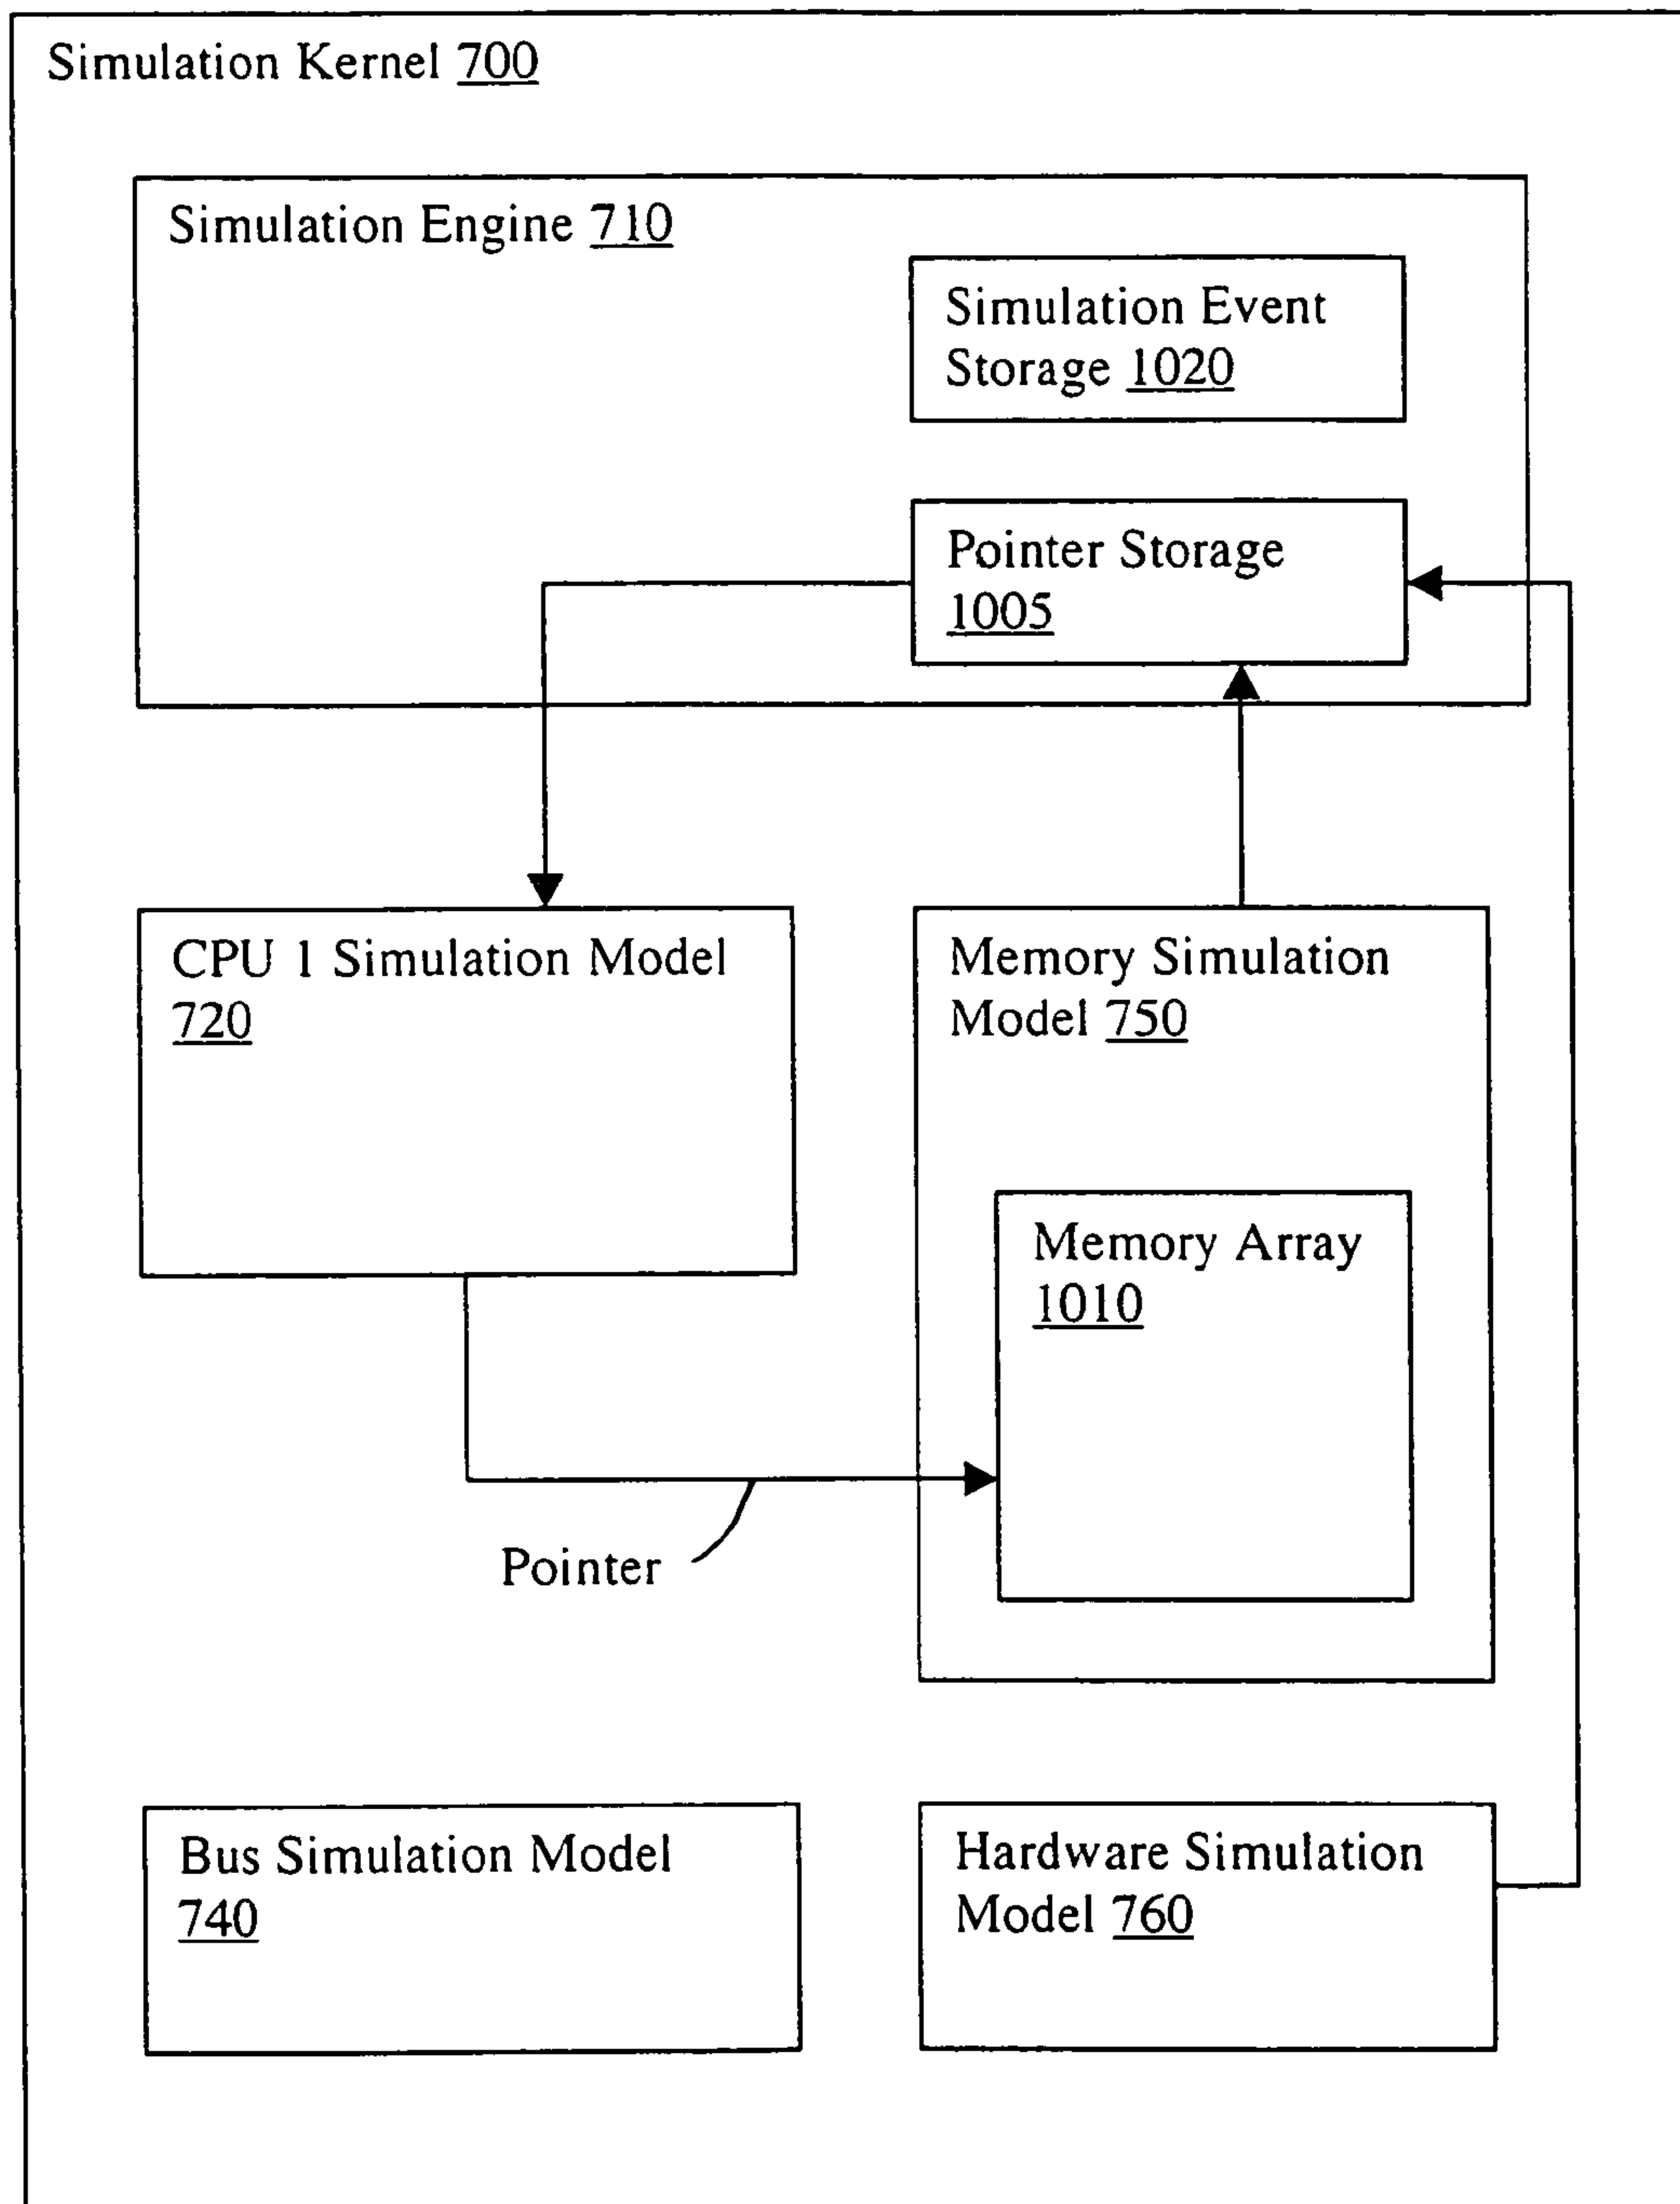 Simulation Kernel 700
Simulation Engine 710
Simulation Event
Storage 1020
Pointer Storage
1005
CPU 1 Simulation Model
720
Memory Simulation
Model 750
Memory Array
1010
Pointer
Bus Simulation Model
740
Hardware Simulation
Model 760